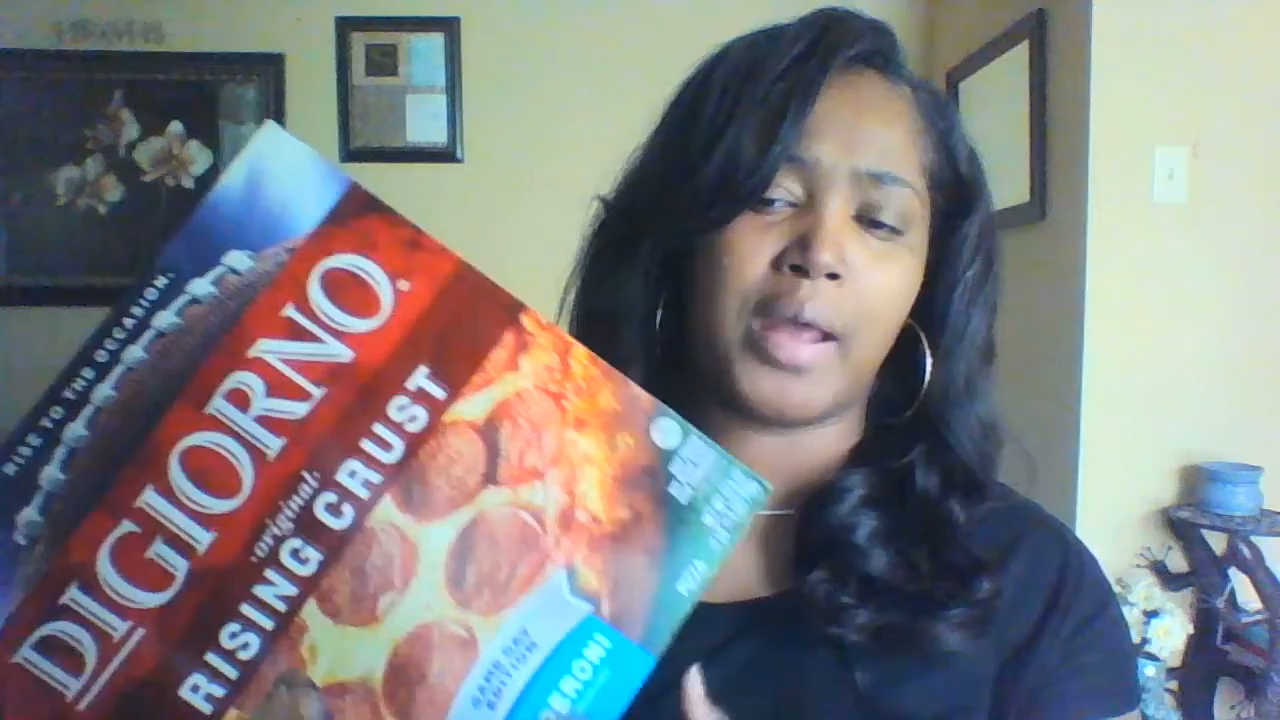 RISE TO THE OCCASION.
DIGIORNO
original
RISING CRUST
GAME DAY
EDITION